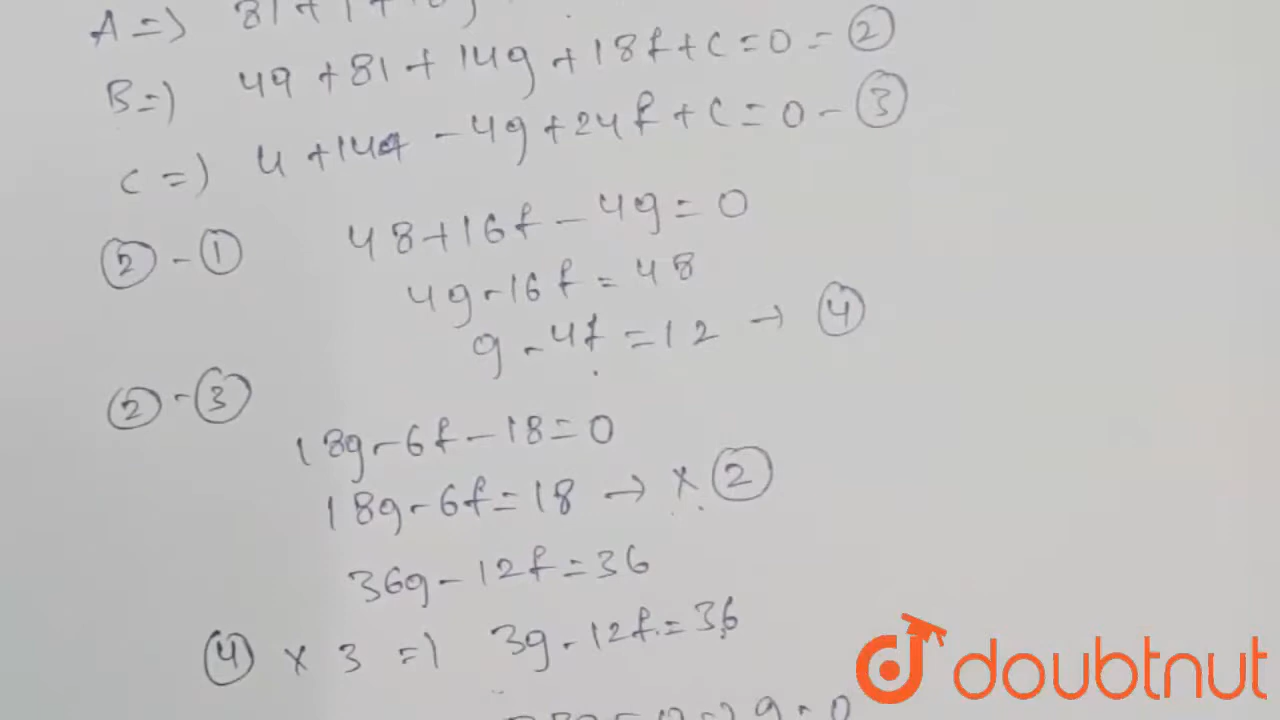 A => 81 + 1 +
B => 49 + 81 + 14g + 18f + c = 0 = ②
C => 4 + 144 - 4g + 24f + c = 0 - ③
② - ① 48 + 16f - 4g = 0
4g - 16f = 48
g - 4f = 12 → ④
② - ③
18g - 6f - 18 = 0
18g - 6f = 18 → × ②
36g - 12f = 36
④ × 3 => 3g - 12f = 36
doubtnut